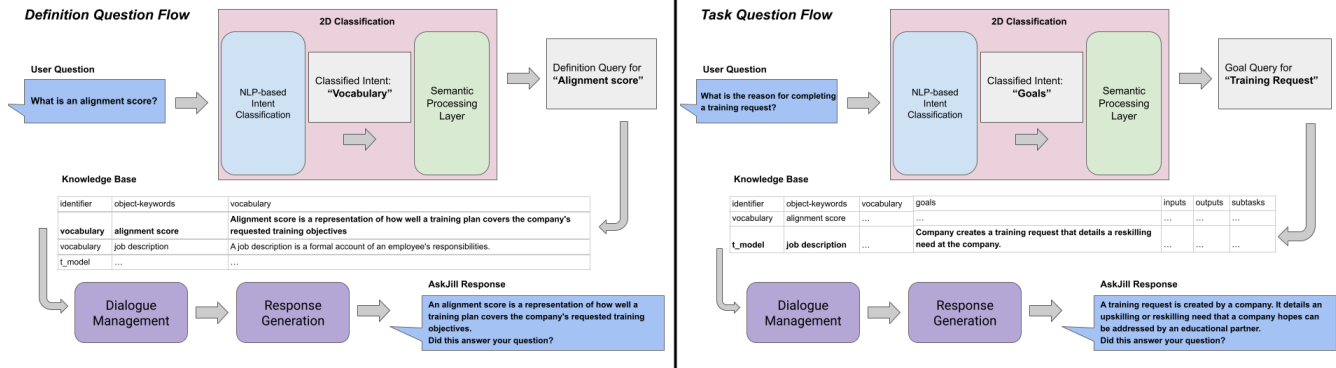 Definition Question Flow
2D Classification
User Question
What is an alignment score?
NLP-based
Intent
Classification
Classified Intent:
“Vocabulary”
Semantic
Processing
Layer
Definition Query for
“Alignment score”
Knowledge Base
identifier object-keywords vocabulary
vocabulary alignment score Alignment score is a representation of how well a training plan covers the company's
requested training objectives
vocabulary job description A job description is a formal account of an employee's responsibilities.
t_model ... ...
Dialogue
Management
Response
Generation
AskJill Response
An alignment score is a representation of how well a
training plan covers the company's requested training
objectives.
Did this answer your question?
Task Question Flow
2D Classification
User Question
What is the reason for completing
a training request?
NLP-based
Intent
Classification
Classified Intent:
“Goals”
Semantic
Processing
Layer
Goal Query for
“Training Request”
Knowledge Base
identifier object-keywords vocabulary goals inputs outputs subtasks
vocabulary alignment score ... ... ... ... ...
t_model job description ... Company creates a training request that details a reskilling
need at the company. ... ... ...
Dialogue
Management
Response
Generation
AskJill Response
A training request is created by a company. It details an
upskilling or reskilling need that a company hopes can
be addressed by an educational partner.
Did this answer your question?